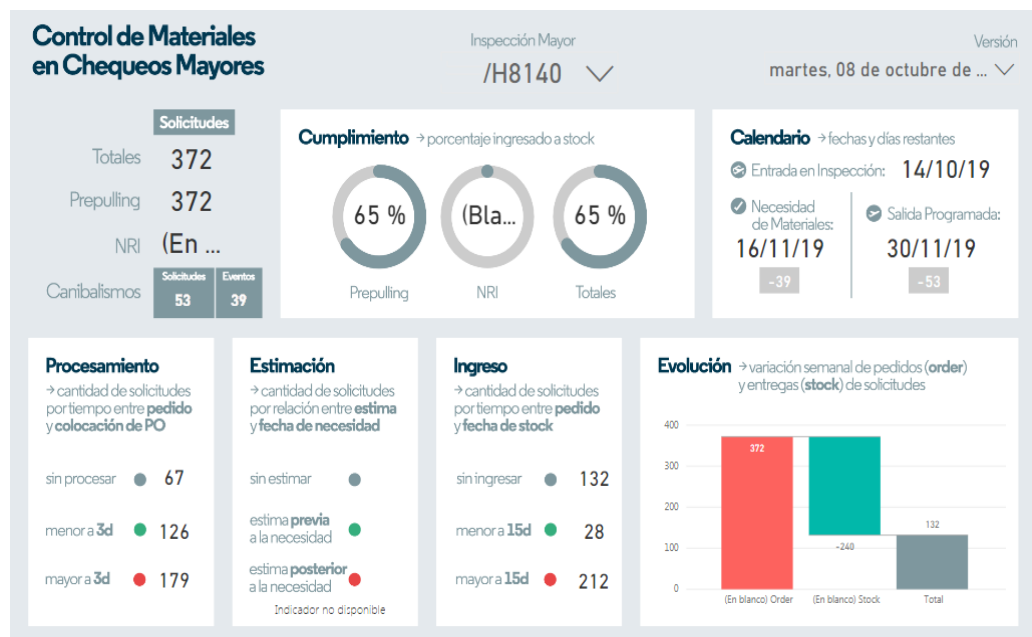 Control de Materiales
en Chequeos Mayores
Inspección Mayor
/H8140
Versión
martes, 08 de octubre de ...
Solicitudes
Totales 372
Prepulling 372
NRI (En ...
Canibalismos
Solicitudes 53
Eventos 39
Cumplimiento → porcentaje ingresado a stock
65 %
(Bla...
65 %
Prepulling
NRI
Totales
Calendario → fechas y días restantes
Entrada en Inspección: 14/10/19
Necesidad
de Materiales:
16/11/19
-39
Salida Programada:
30/11/19
-53
Procesamiento
→ cantidad de solicitudes
por tiempo entre pedido
y colocación de PO
sin procesar 67
menor a 3d 126
mayor a 3d 179
Estimación
→ cantidad de solicitudes
por relación entre estima
y fecha de necesidad
sin estimar
estima previa
a la necesidad
estima posterior
a la necesidad
Indicador no disponible
Ingreso
→ cantidad de solicitudes
por tiempo entre pedido
y fecha de stock
sin ingresar 132
menor a 15d 28
mayor a 15d 212
Evolución → variación semanal de pedidos (order)
y entregas (stock) de solicitudes
400
300
200
100
0
372
-240
132
(En blanco) Order
(En blanco) Stock
Total